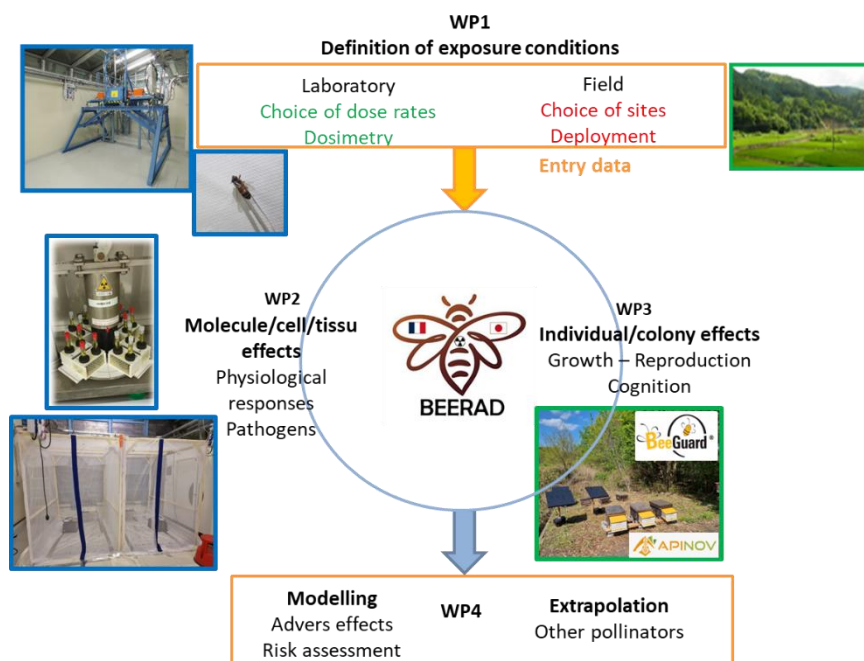 WP1
Definition of exposure conditions
Laboratory
Choice of dose rates
Dosimetry
Field
Choice of sites
Deployment
Entry data
WP2
Molecule/cell/tissu
effects
Physiological
responses
Pathogens
BEERAD
WP3
Individual/colony effects
Growth – Reproduction
Cognition
BeeGuard®
APINOV
Modelling
Advers effects
Risk assessment
WP4
Extrapolation
Other pollinators